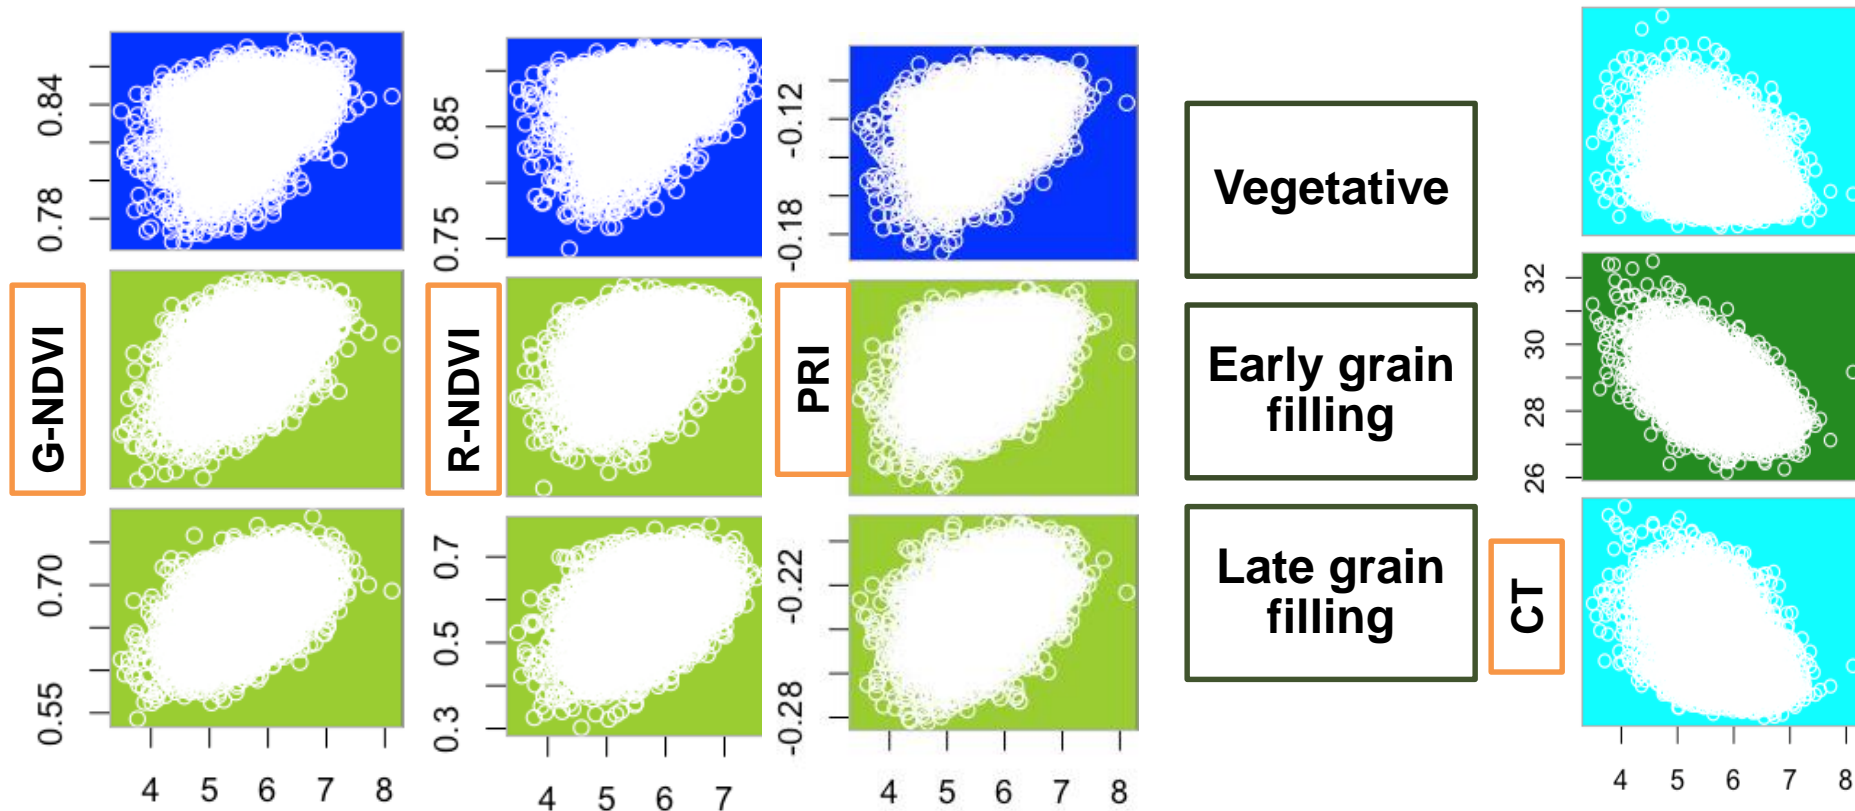 0.84
0.78
G-NDVI
0.70
0.55
4 5 6 7 8
0.85
0.75
R-NDVI
0.7
0.5
0.3
4 5 6 7
-0.12
-0.18
PRI
-0.22
-0.28
4 5 6 7 8
Vegetative
Early grain
filling
Late grain
filling
32
30
28
26
CT
4 5 6 7 8